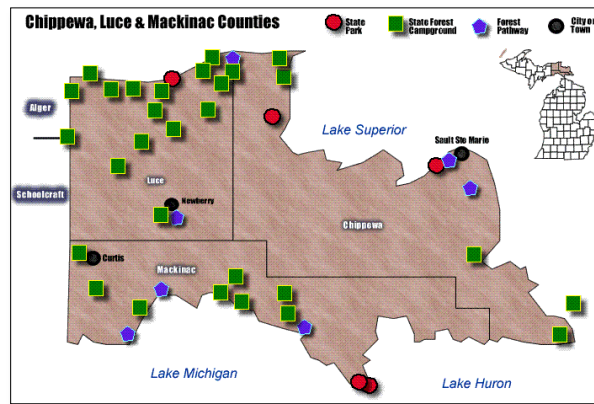 Chippewa, Luce & Mackinac Counties
State Park
State Forest Campground
Forest Pathway
City or Town
Alger
Lake Superior
Sault Ste Marie
Luce
Schoolcraft
Newberry
Chippewa
Curtis
Mackinac
Lake Michigan
Lake Huron